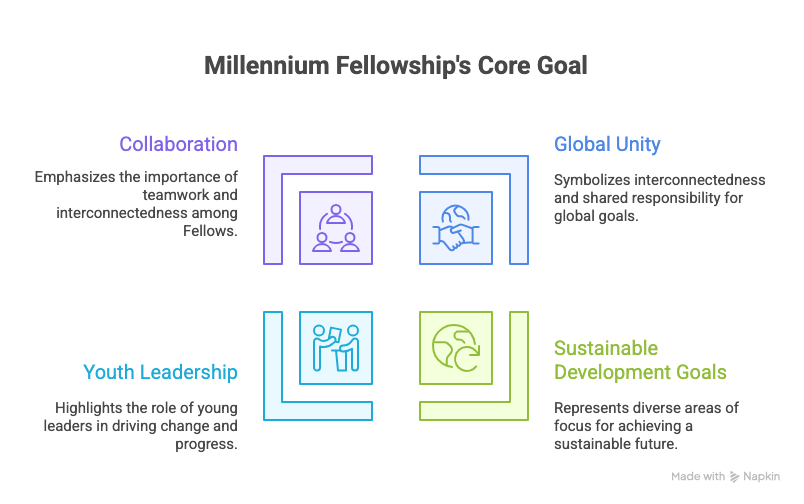 Millennium Fellowship's Core Goal
Collaboration
Emphasizes the importance of
teamwork and
interconnectedness among
Fellows.
Global Unity
Symbolizes interconnectedness
and shared responsibility for
global goals.
Youth Leadership
Highlights the role of young
leaders in driving change and
progress.
Sustainable
Development Goals
Represents diverse areas of
focus for achieving a
sustainable future.
Made with Napkin